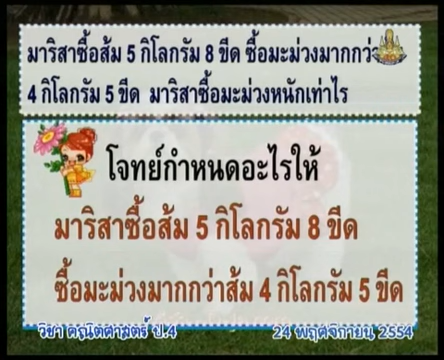 มาริสาซื้อส้ม 5 กิโลกรัม 8 ขีด ซื้อมะม่วงมากกว่า
4 กิโลกรัม 5 ขีด มาริสาซื้อมะม่วงหนักเท่าไร
โจทย์กำหนดอะไรให้
มาริสาซื้อส้ม 5 กิโลกรัม 8 ขีด
ซื้อมะม่วงมากกว่าส้ม 4 กิโลกรัม 5 ขีด
วิชา คณิตศาสตร์ ป.4
24 พฤศจิกายน 2554